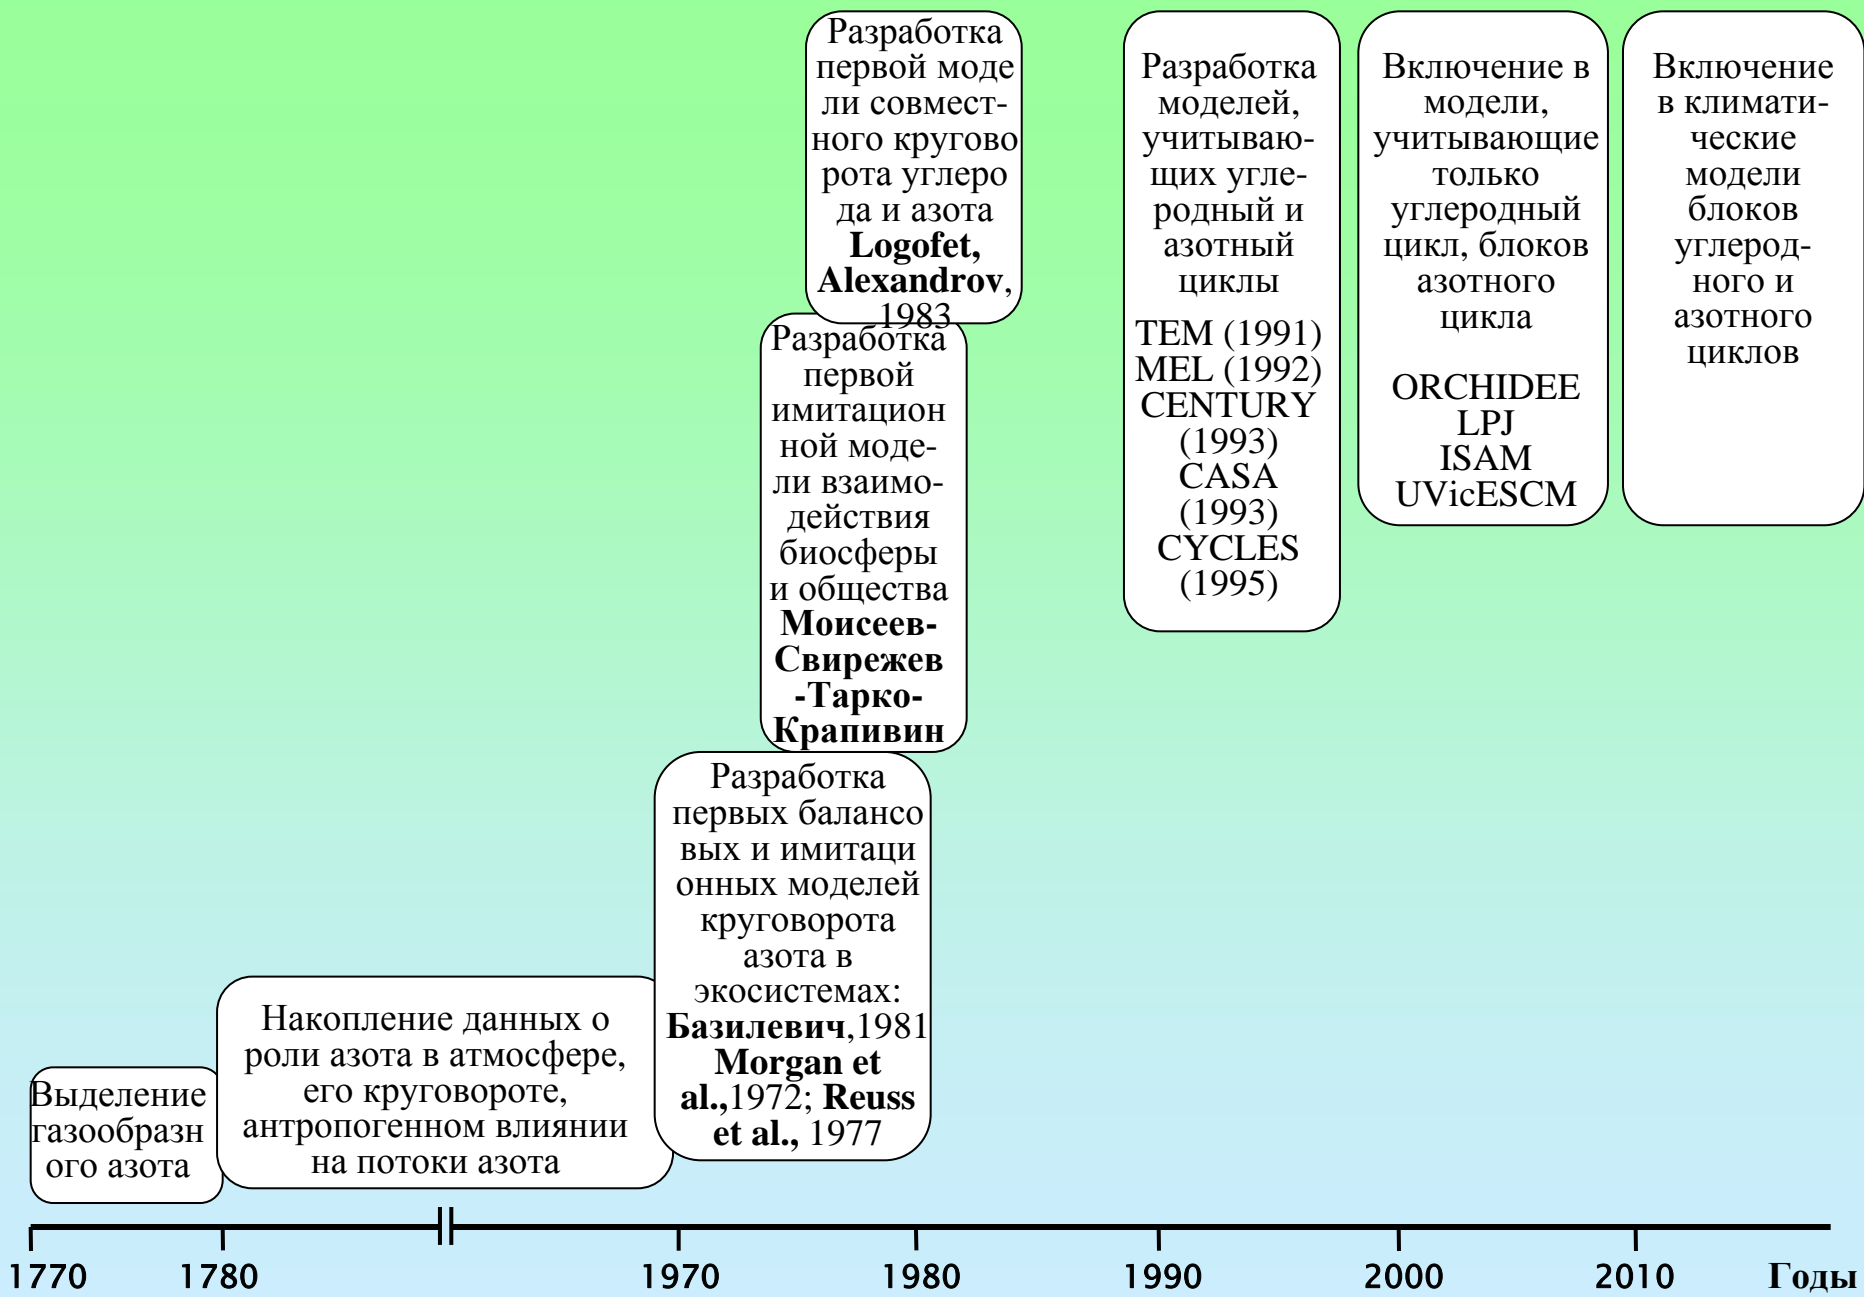 Разработка
первой моде
ли совмест-
ного кругово
рота углеро
да и азота
Logofet,
Alexandrov,
1983
Разработка
первой
имитацион
ной моде-
ли взаимо-
действия
биосферы
и общества
Моисеев-
Свирежев
-Тарко-
Крапивин
Разработка
первых балансо
вых и имитаци
онных моделей
круговорота
азота в
экосистемах:
Базилевич,1981
Morgan et
al.,1972; Reuss
et al., 1977
Накопление данных о
роли азота в атмосфере,
его круговороте,
антропогенном влиянии
на потоки азота
Выделение
газообразн
ого азота
Разработка
моделей,
учитываю-
щих угле-
родный и
азотный
циклы
TEM (1991)
MEL (1992)
CENTURY
(1993)
CASA
(1993)
CYCLES
(1995)
Включение в
модели,
учитывающие
только
углеродный
цикл, блоков
азотного
цикла
ORCHIDEE
LPJ
ISAM
UVicESCM
Включение
в климати-
ческие
модели
блоков
углерод-
ного и
азотного
циклов
1770 1780 1970 1980 1990 2000 2010 Годы